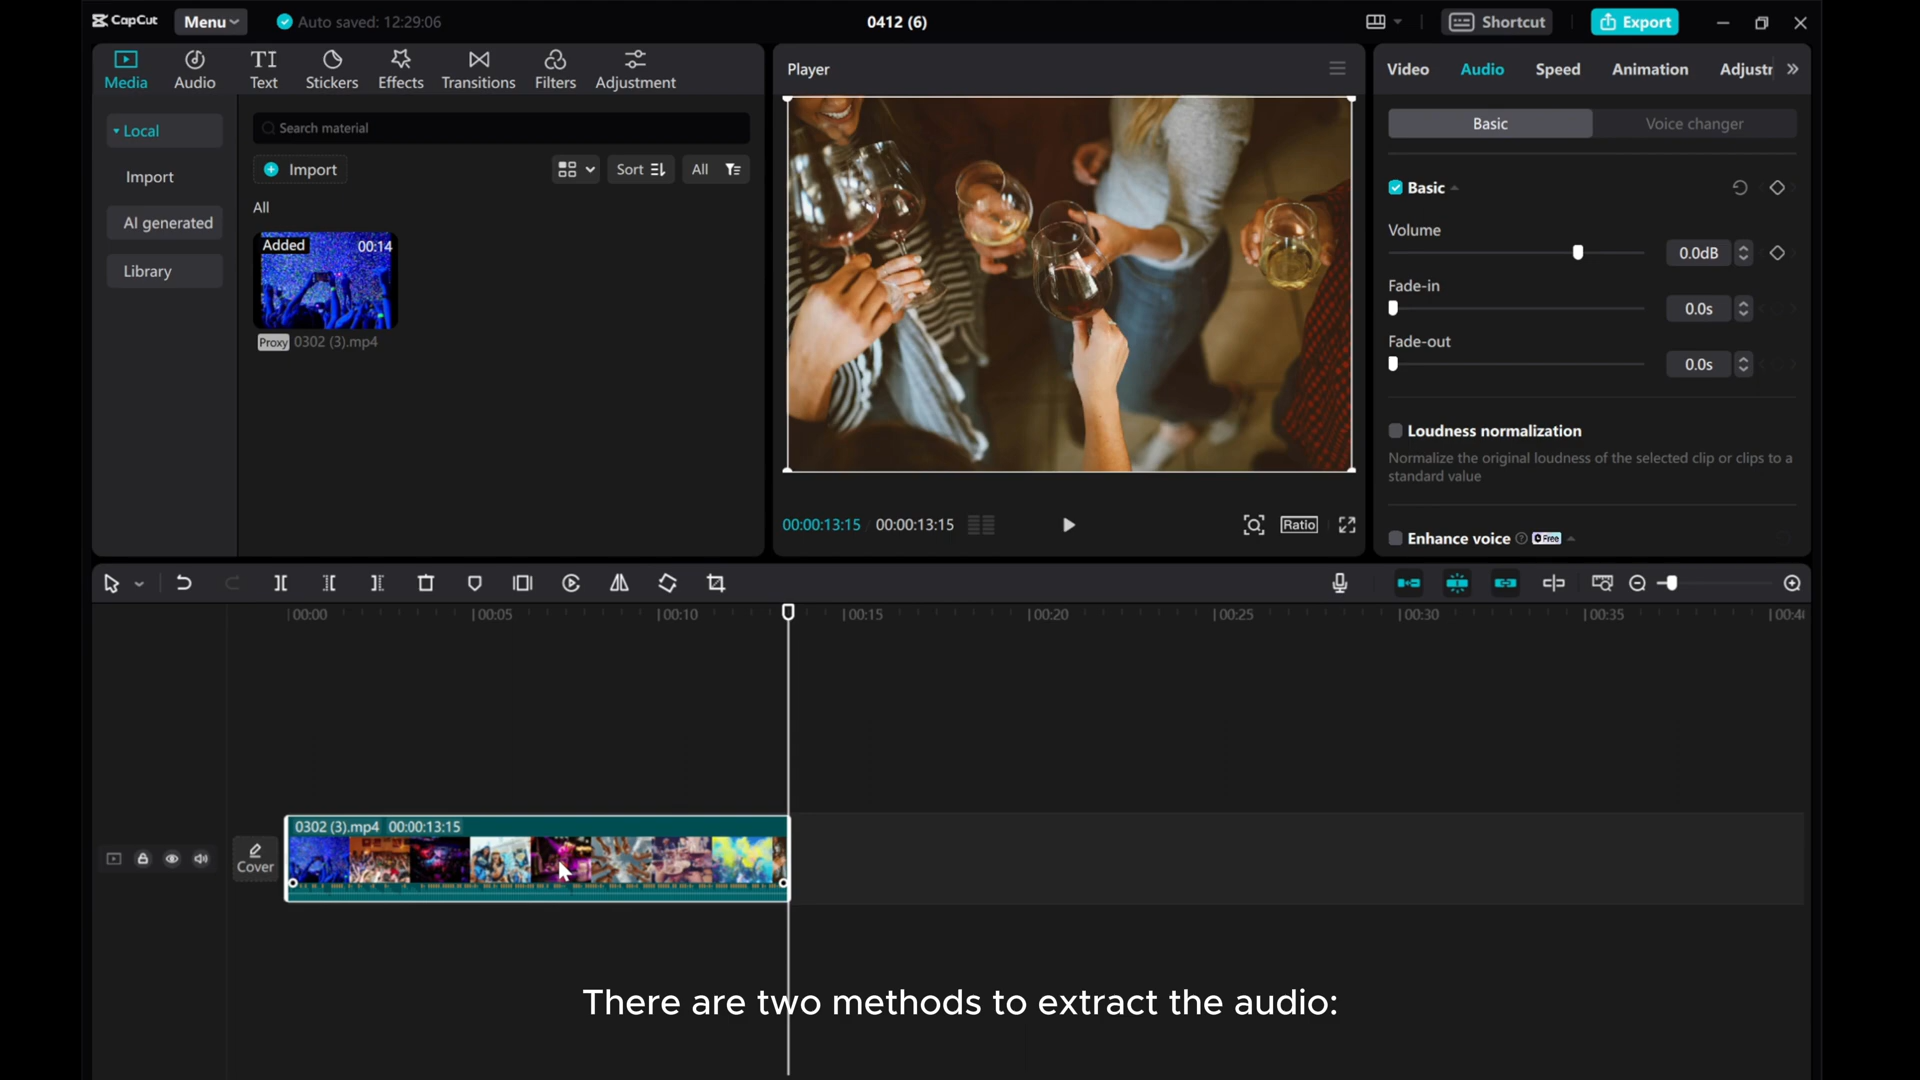 CapCut Menu Auto saved: 12:29:06 0412 (6) Shortcut Export
Media Audio Text Stickers Effects Transitions Filters Adjustment
Local
Import
AI generated
Library
Search material
Import Sort All
All
Added 00:14
Proxy 0302 (3).mp4
Player
00:00:13:15 00:00:13:15 Ratio
Video Audio Speed Animation Adjustr
Basic Voice changer
Basic
Volume
0.0dB
Fade-in
0.0s
Fade-out
0.0s
Loudness normalization
Normalize the original loudness of the selected clip or clips to a
standard value
Enhance voice Free
00:00 00:05 00:10 00:15 00:20 00:25 00:30 00:35 00:4
0302 (3).mp4 00:00:13:15
Cover
There are two methods to extract the audio: